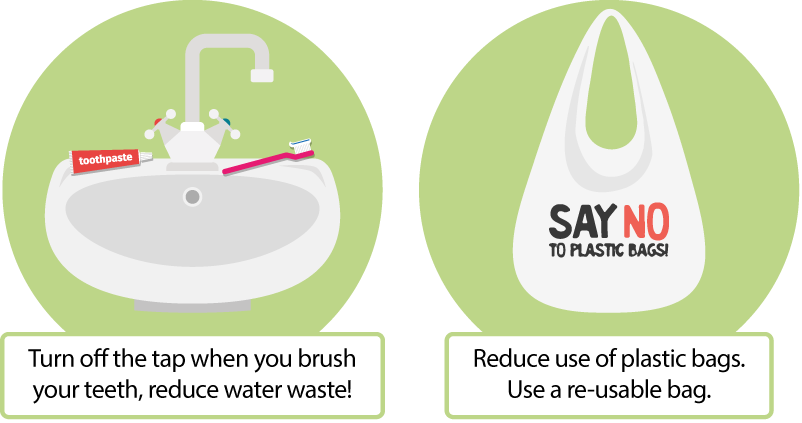 toothpaste
Turn off the tap when you brush
your teeth, reduce water waste!
SAY NO
TO PLASTIC BAGS!
Reduce use of plastic bags.
Use a re-usable bag.